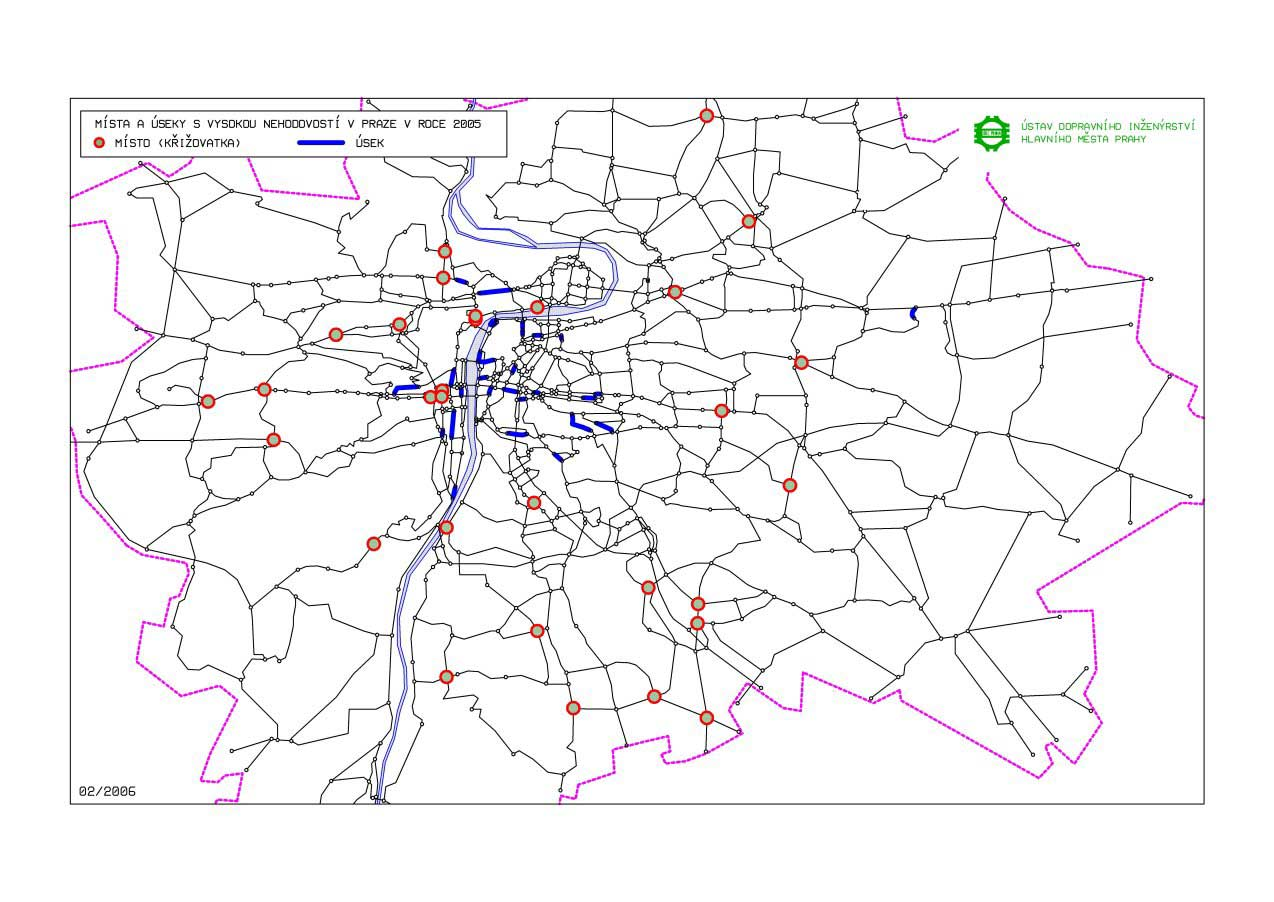 MÍSTA A ÚSEKY S VYSOKOU NEHODOVOSTÍ V PRAZE V ROCE 2005
MÍSTO (KŘIŽOVATKA)
ÚSEK
ÚSTAV DOPRAVNÍHO INŽENÝRSTVÍ
HLAVNÍHO MĚSTA PRAHY
02/2006